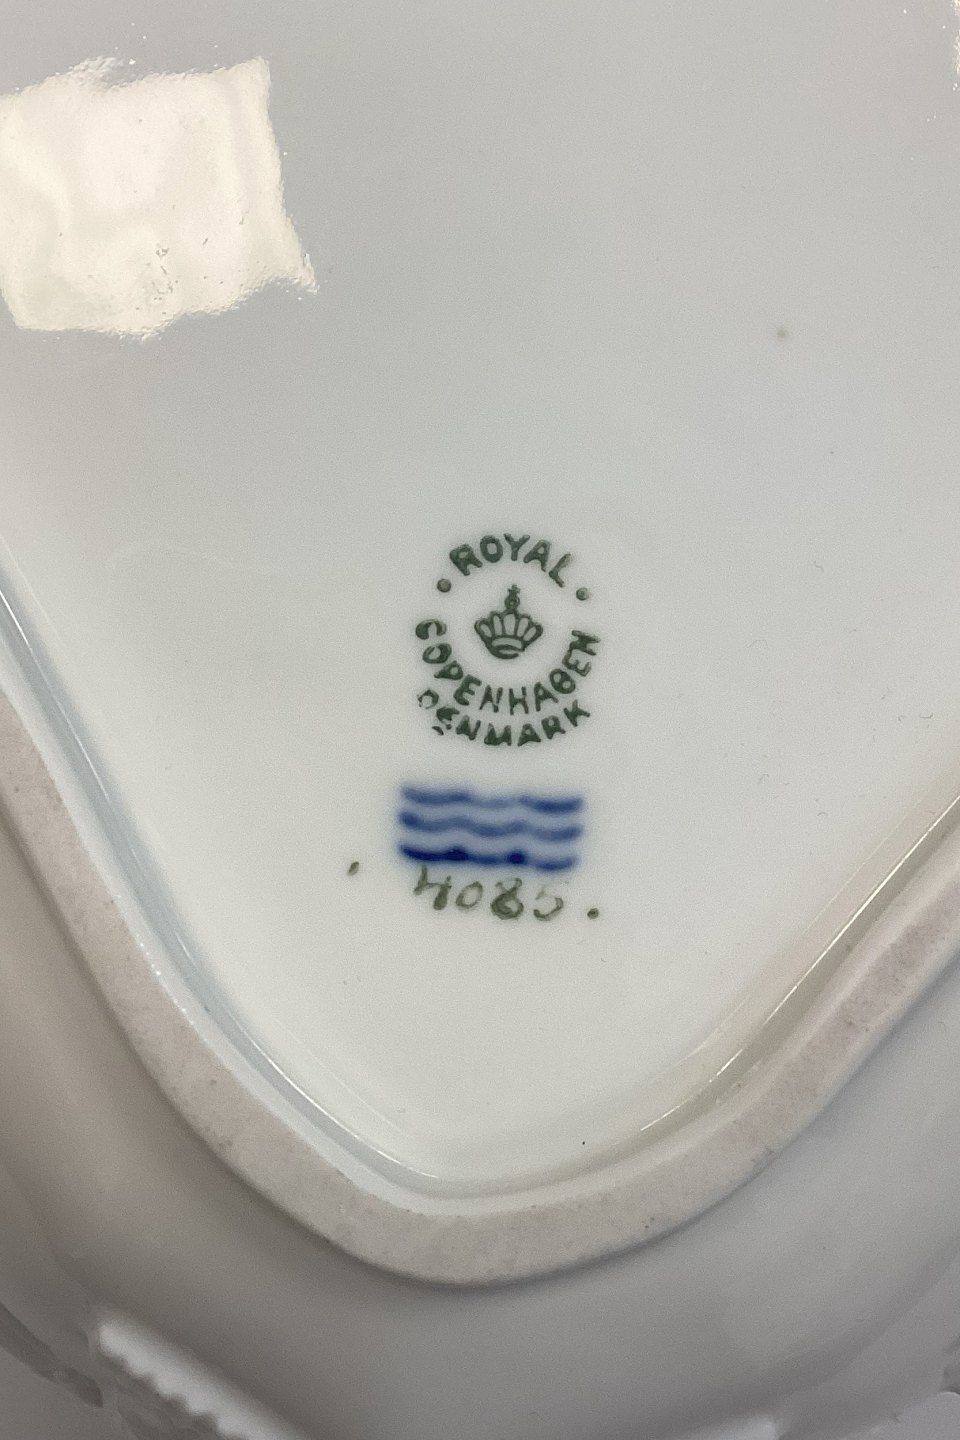 ROYAL
COPENHAGEN
DENMARK
4085.